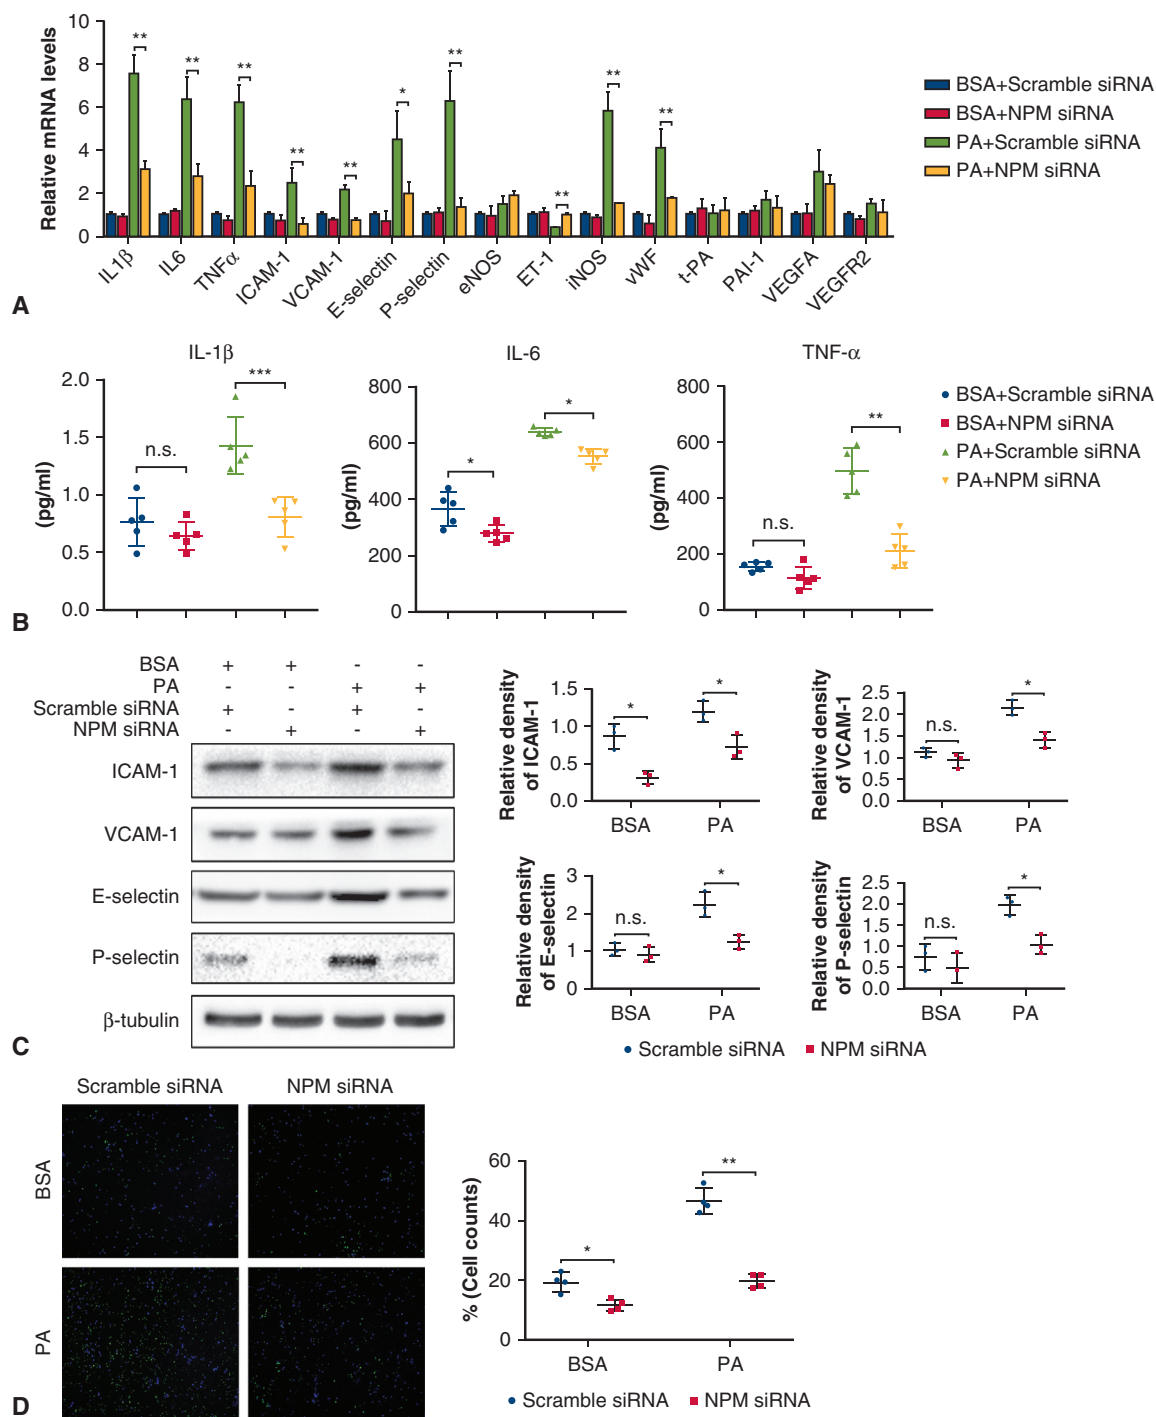 Relative mRNA levels
10
8
6
4
2
0
** ** ** ** ** * ** ** ** **
IL1β IL6 TNFα ICAM-1 VCAM-1 E-selectin P-selectin eNOS ET-1 iNOS vWF t-PA PAI-1 VEGFA VEGFR2
BSA+Scramble siRNA
BSA+NPM siRNA
PA+Scramble siRNA
PA+NPM siRNA
A
IL-1β
(pg/ml)
2.0
1.5
1.0
0.5
0.0
n.s. ***
IL-6
(pg/ml)
800
600
400
200
0
* *
TNF-α
(pg/ml)
800
600
400
200
0
n.s. **
BSA+Scramble siRNA
BSA+NPM siRNA
PA+Scramble siRNA
PA+NPM siRNA
B
BSA + + - -
PA - - + +
Scramble siRNA + - + -
NPM siRNA - + - +
ICAM-1
VCAM-1
E-selectin
P-selectin
β-tubulin
Relative density
of ICAM-1
1.5
1.0
0.5
0.0
* *
BSA PA
Relative density
of VCAM-1
2.5
2.0
1.5
1.0
0.5
0.0
n.s. *
BSA PA
Relative density
of E-selectin
3
2
1
0
n.s. *
BSA PA
Relative density
of P-selectin
2.5
2.0
1.5
1.0
0.5
0.0
n.s. *
BSA PA
Scramble siRNA NPM siRNA
C
Scramble siRNA NPM siRNA
BSA
PA
% (Cell counts)
60
40
20
0
* **
BSA PA
Scramble siRNA NPM siRNA
D